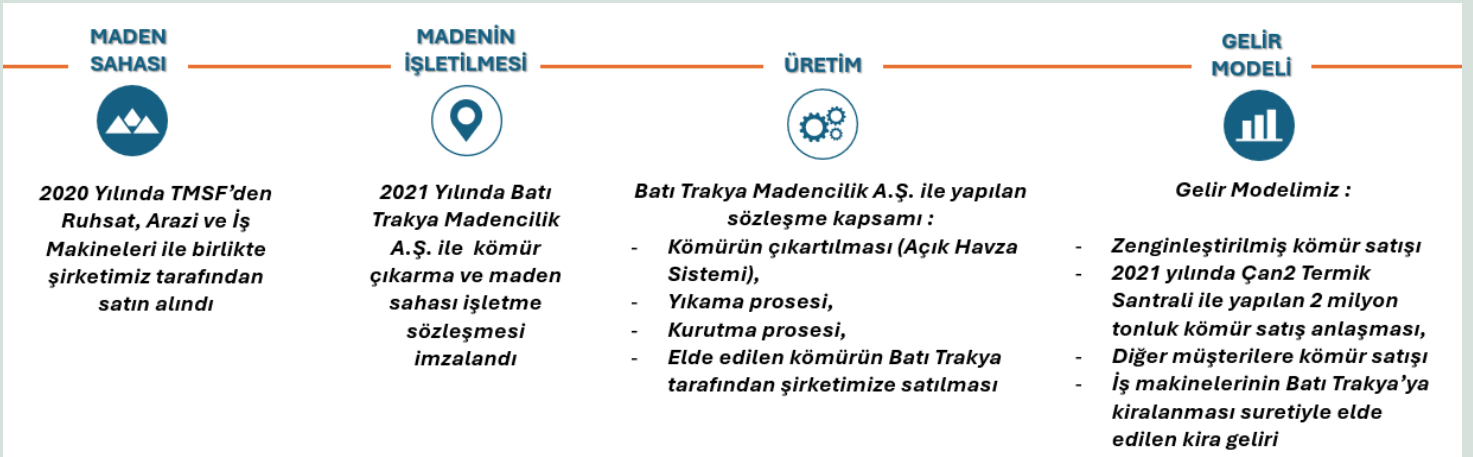 MADEN
SAHASI
2020 Yılında TMSF’den
Ruhsat, Arazi ve İş
Makineleri ile birlikte
şirketimiz tarafından
satın alındı
MADENİN
İŞLETİLMESİ
2021 Yılında Batı
Trakya Madencilik
A.Ş. ile kömür
çıkarma ve maden
sahası işletme
sözleşmesi
imzalandı
ÜRETİM
Batı Trakya Madencilik A.Ş. ile yapılan
sözleşme kapsamı :
- Kömürün çıkartılması (Açık Havza
Sistemi),
- Yıkama prosesi,
- Kurutma prosesi,
- Elde edilen kömürün Batı Trakya
tarafından şirketimize satılması
GELİR
MODELİ
Gelir Modelimiz :
- Zenginleştirilmiş kömür satışı
- 2021 yılında Çan2 Termik
Santrali ile yapılan 2 milyon
tonluk kömür satış anlaşması,
- Diğer müşterilere kömür satışı
- İş makinelerinin Batı Trakya’ya
kiralanması suretiyle elde
edilen kira geliri